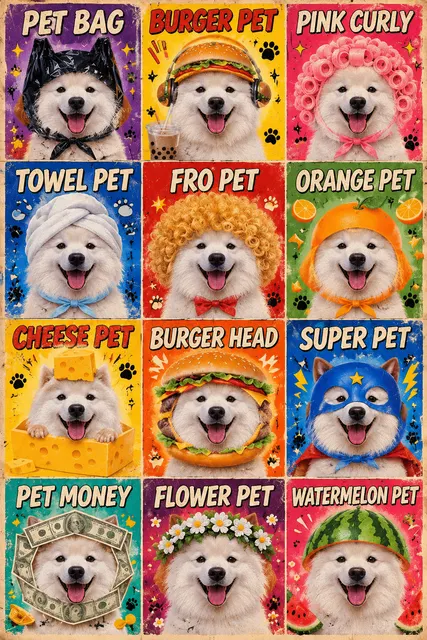 PET BAG
BURGER PET
PINK CURLY
TOWEL PET
FRO PET
ORANGE PET
CHEESE PET
BURGER HEAD
SUPER PET
PET MONEY
FLOWER PET
WATERMELON PET